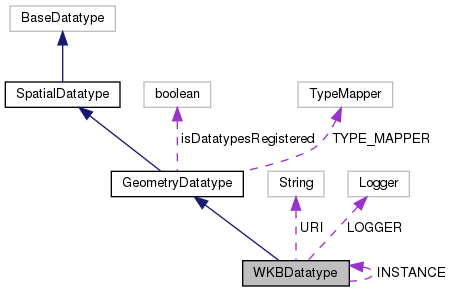 BaseDatatype
SpatialDatatype
boolean
TypeMapper
isDatatypesRegistered
TYPE_MAPPER
GeometryDatatype
String
Logger
URI
LOGGER
WKBDatatype
INSTANCE